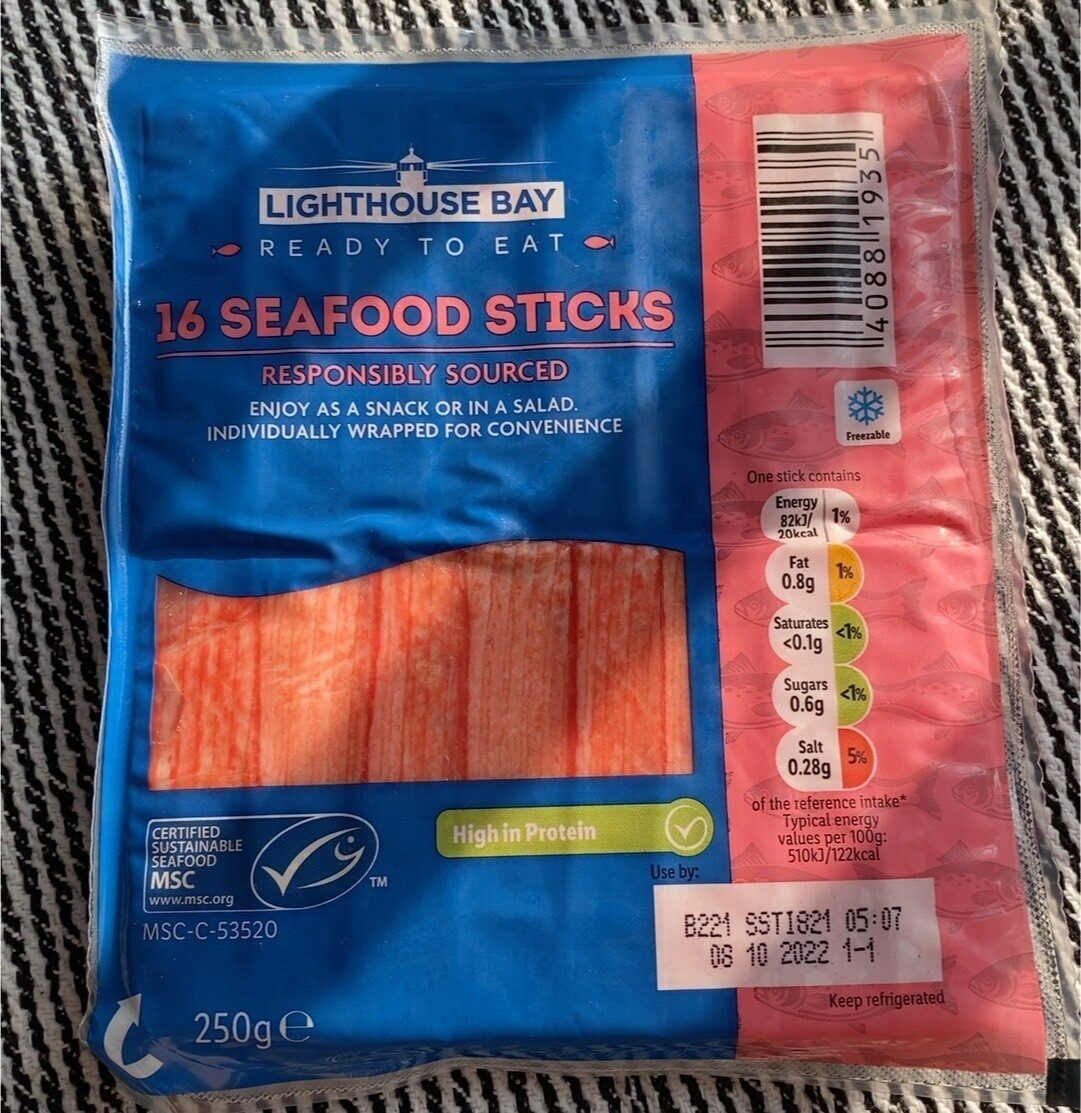 LIGHTHOUSE BAY
READY TO EAT
16 SEAFOOD STICKS
RESPONSIBLY SOURCED
ENJOY AS A SNACK OR IN A SALAD.
INDIVIDUALLY WRAPPED FOR CONVENIENCE
CERTIFIED
SUSTAINABLE
SEAFOOD
MSC
www.msc.org
TM
MSC-C-53520
High in Protein
250g e
40881935
Freezable
One stick contains
Energy
82kJ/
20kcal
1%
Fat
0.8g
1%
Saturates
<0.1g
<1%
Sugars
0.6g
<1%
Salt
0.28g
5%
of the reference intake*
Typical energy
values per 100g:
510kJ/122kcal
Use by:
B221 SSTI821 05:07
06 10 2022 1-1
Keep refrigerated